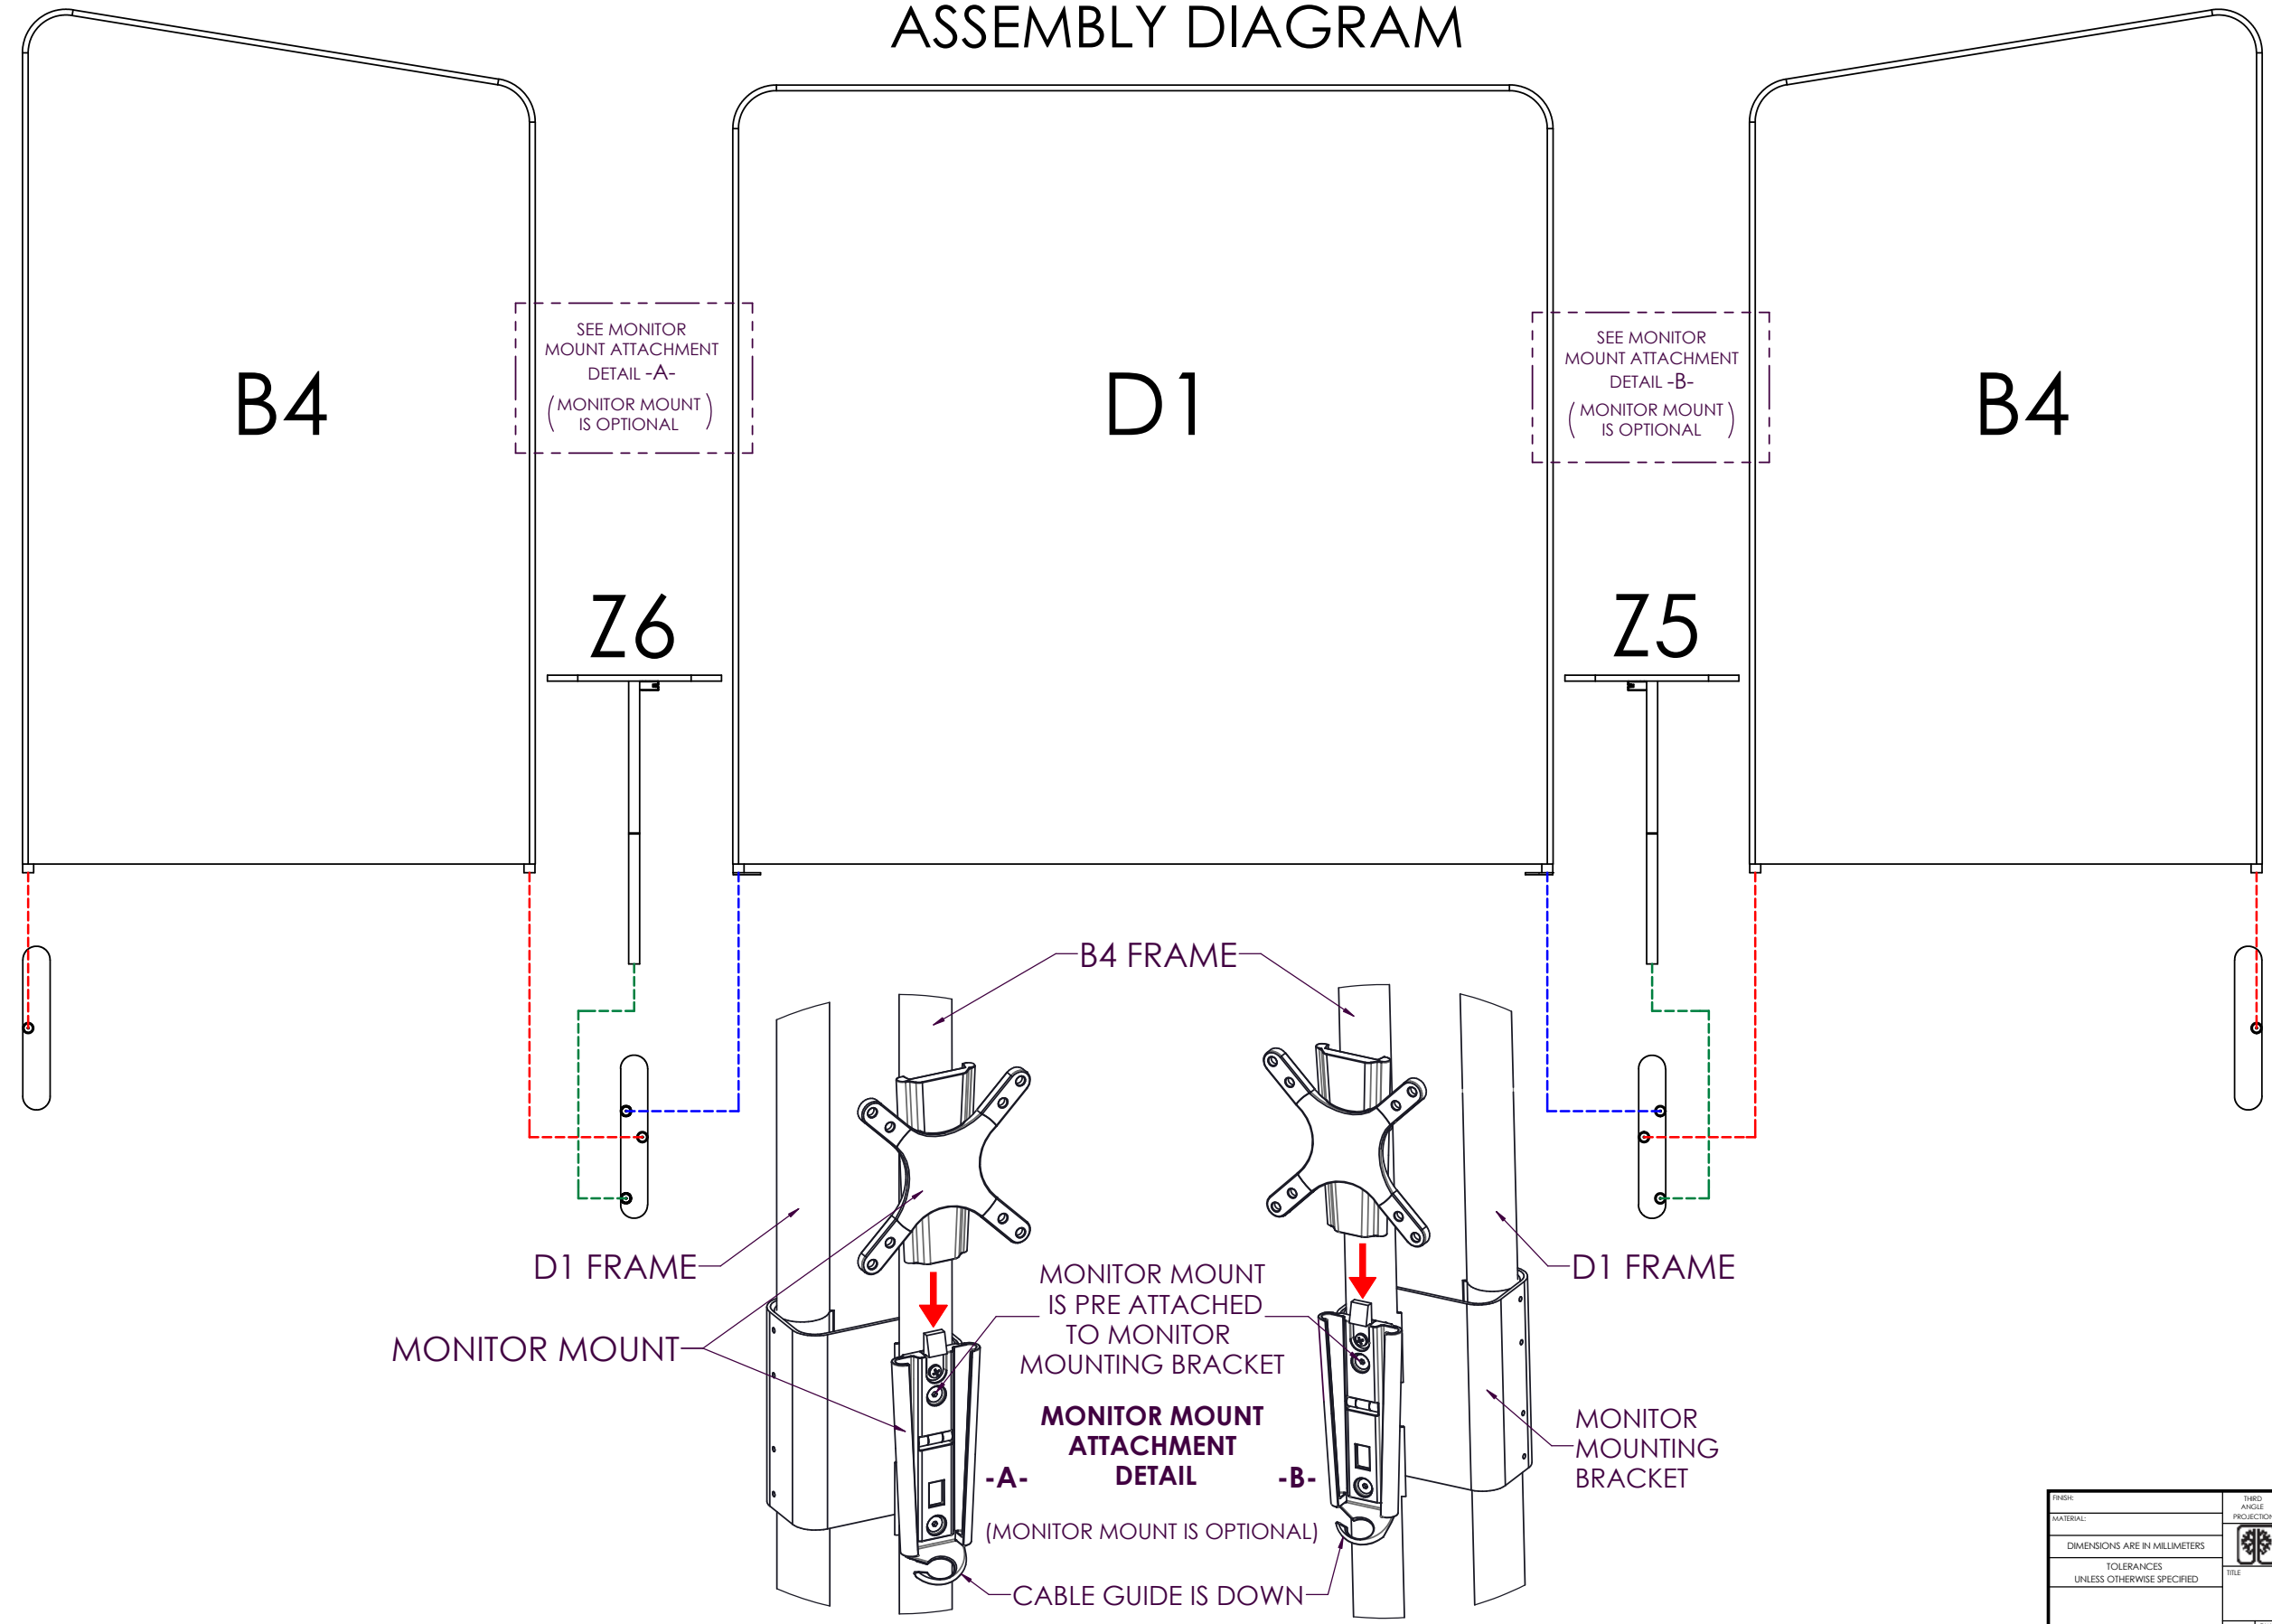 ASSEMBLY DIAGRAM
B4
SEE MONITOR
MOUNT ATTACHMENT
DETAIL -A-
(MONITOR MOUNT
IS OPTIONAL)
D1
SEE MONITOR
MOUNT ATTACHMENT
DETAIL -B-
(MONITOR MOUNT
IS OPTIONAL)
B4
Z6
Z5
B4 FRAME
D1 FRAME
D1 FRAME
MONITOR MOUNT
MONITOR MOUNT
IS PRE ATTACHED
TO MONITOR
MOUNTING BRACKET
MONITOR MOUNT
ATTACHMENT
DETAIL
-A-
-B-
(MONITOR MOUNT IS OPTIONAL)
MONITOR
MOUNTING
BRACKET
CABLE GUIDE IS DOWN
FINISH:
MATERIAL:
DIMENSIONS ARE IN MILLIMETERS
TOLERANCES
UNLESS OTHERWISE SPECIFIED
THIRD
ANGLE
PROJECTION
TITLE